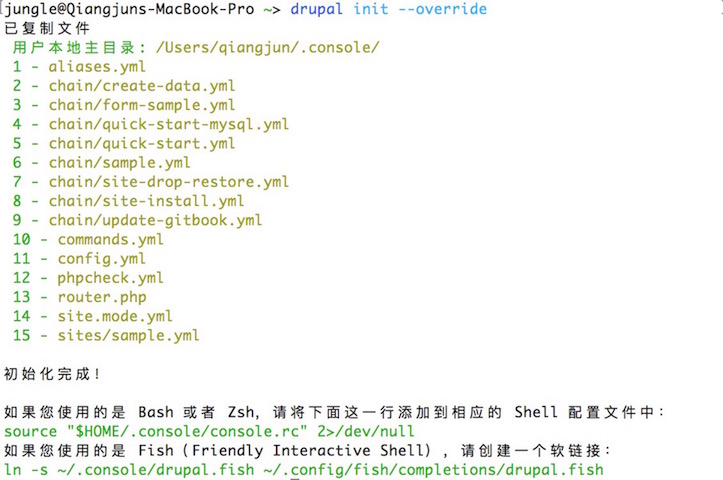 jungle@Qiangjuns-MacBook-Pro ~> drupal init --override
已复制文件
用户本地主目录：/Users/qiangjun/.console/
1 - aliases.yml
2 - chain/create-data.yml
3 - chain/form-sample.yml
4 - chain/quick-start-mysql.yml
5 - chain/quick-start.yml
6 - chain/sample.yml
7 - chain/site-drop-restore.yml
8 - chain/site-install.yml
9 - chain/update-gitbook.yml
10 - commands.yml
11 - config.yml
12 - phpcheck.yml
13 - router.php
14 - site.mode.yml
15 - sites/sample.yml
初始化完成！
如果您使用的是 Bash 或者 Zsh，请将下面这一行添加到相应的 Shell 配置文件中：
source "$HOME/.console/console.rc" 2>/dev/null
如果您使用的是 Fish（Friendly Interactive Shell），请创建一个软链接：
ln -s ~/.console/drupal.fish ~/.config/fish/completions/drupal.fish